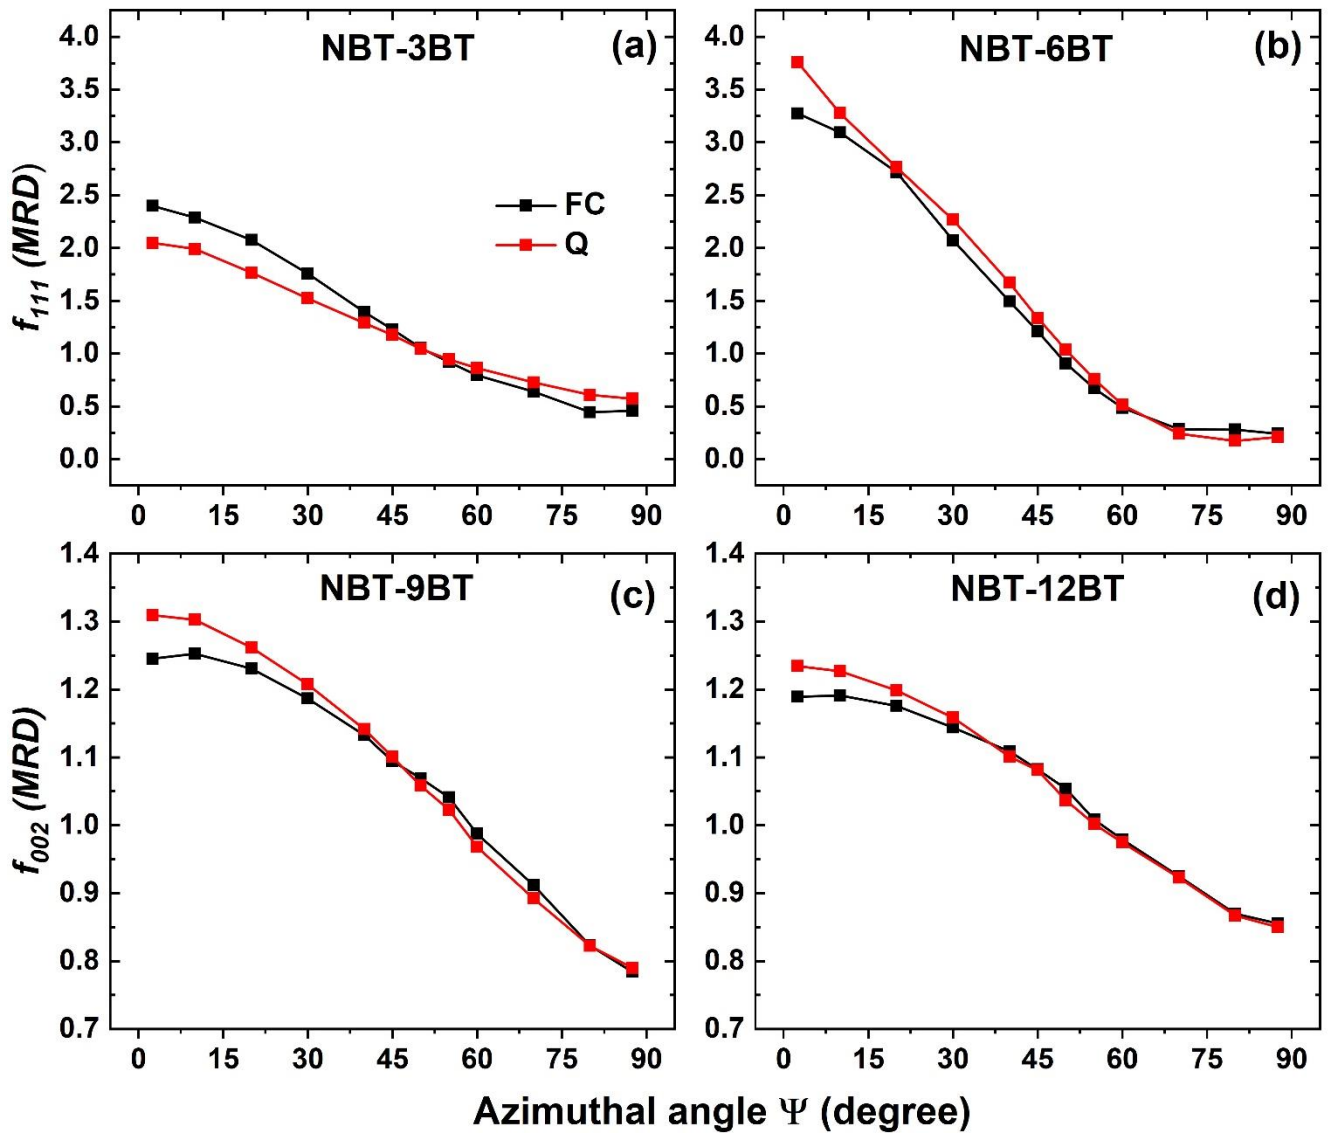 NBT-3BT (a)
4.0
3.5
3.0
2.5
2.0
1.5
1.0
0.5
0.0
f111 (MRD)
FC
Q
0 15 30 45 60 75 90
NBT-6BT (b)
4.0
3.5
3.0
2.5
2.0
1.5
1.0
0.5
0.0
0 15 30 45 60 75 90
NBT-9BT (c)
1.4
1.3
1.2
1.1
1.0
0.9
0.8
0.7
f002 (MRD)
0 15 30 45 60 75 90
NBT-12BT (d)
1.4
1.3
1.2
1.1
1.0
0.9
0.8
0.7
0 15 30 45 60 75 90
Azimuthal angle Ψ (degree)